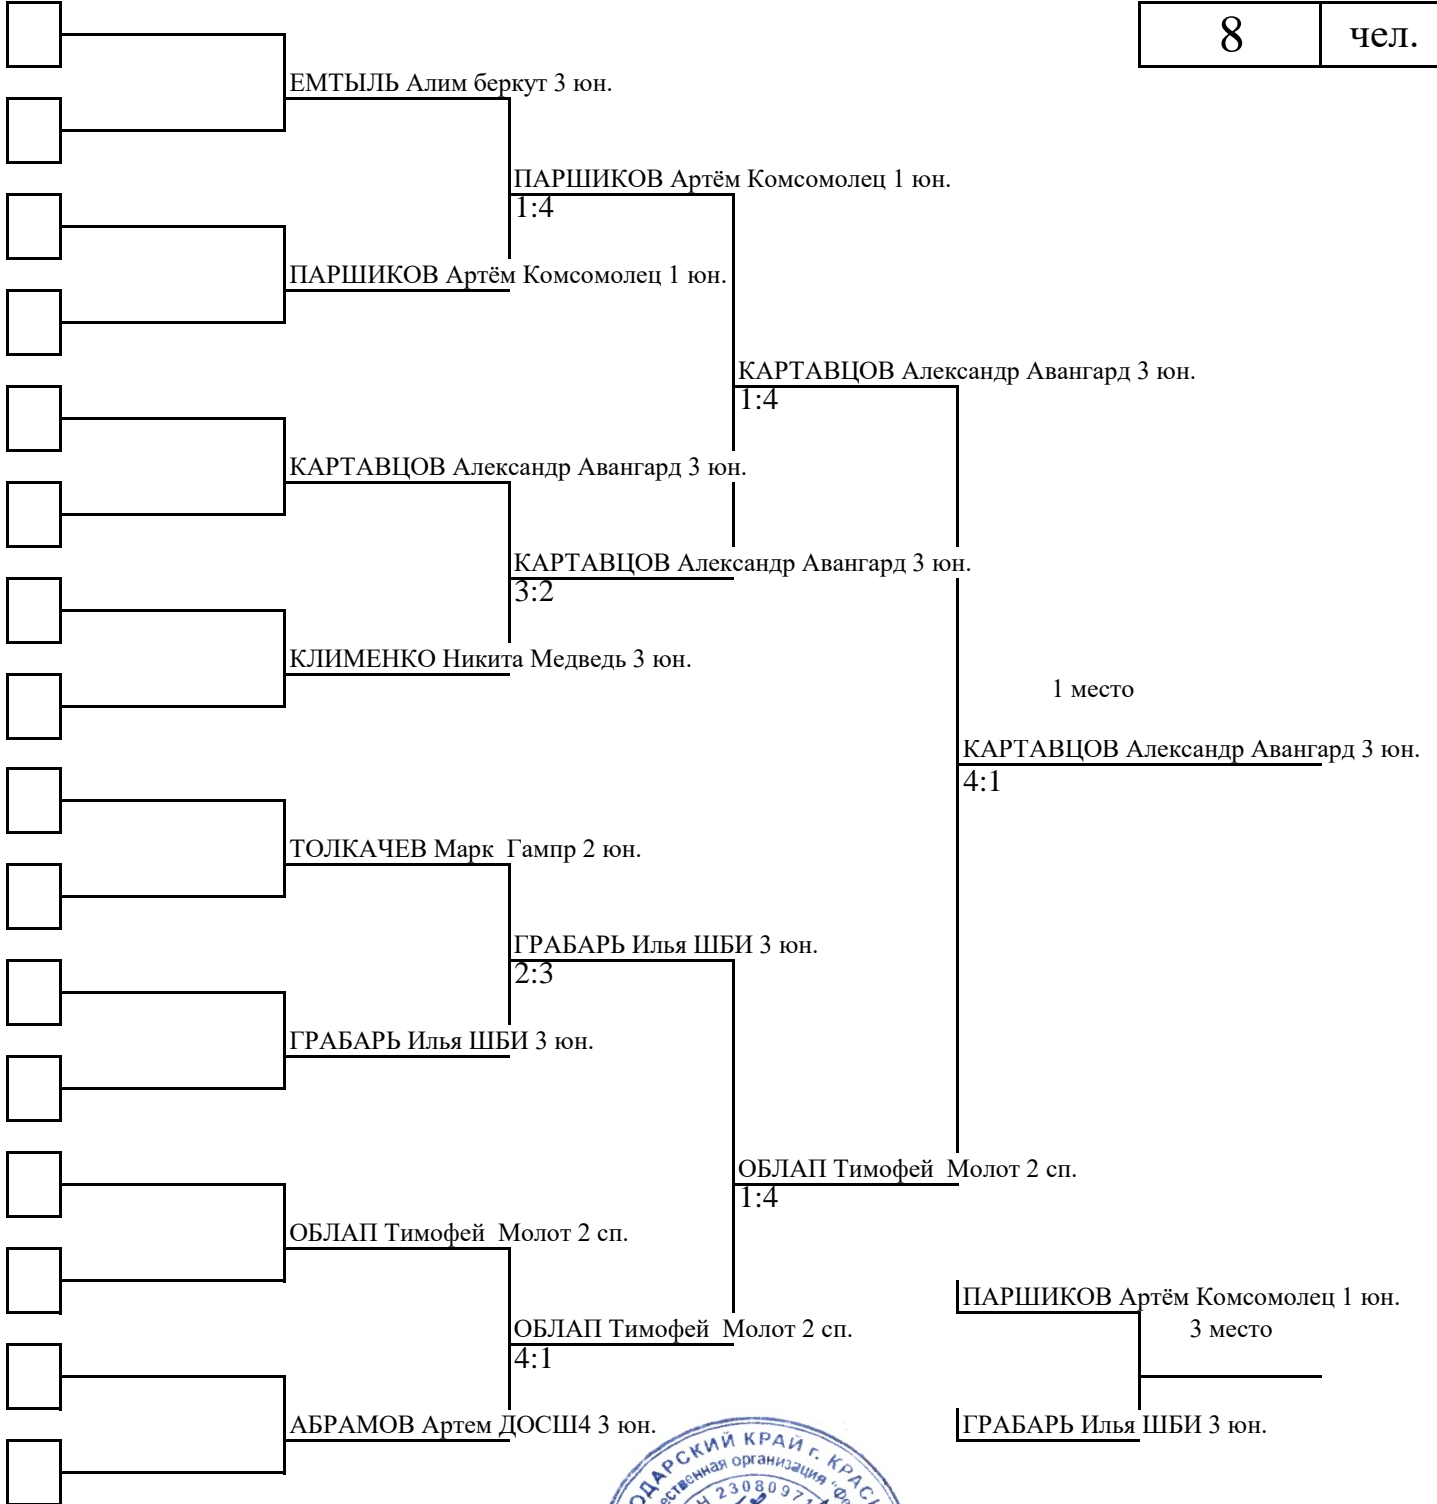 8 чел.
ЕМТЫЛЬ Алим беркут 3 юн.
ПАРШИКОВ Артём Комсомолец 1 юн.
1:4
ПАРШИКОВ Артём Комсомолец 1 юн.
КАРТАВЦОВ Александр Авангард 3 юн.
1:4
КАРТАВЦОВ Александр Авангард 3 юн.
КАРТАВЦОВ Александр Авангард 3 юн.
3:2
КЛИМЕНКО Никита Медведь 3 юн.
1 место
КАРТАВЦОВ Александр Авангард 3 юн.
4:1
ТОЛКАЧЕВ Марк Гампр 2 юн.
ГРАБАРЬ Илья ШБИ 3 юн.
2:3
ГРАБАРЬ Илья ШБИ 3 юн.
ОБЛАП Тимофей Молот 2 сп.
1:4
ОБЛАП Тимофей Молот 2 сп.
ПАРШИКОВ Артём Комсомолец 1 юн.
3 место
ОБЛАП Тимофей Молот 2 сп.
4:1
АБРАМОВ Артем ДОСШ4 3 юн.
ГРАБАРЬ Илья ШБИ 3 юн.
КРАЙ г.
организация